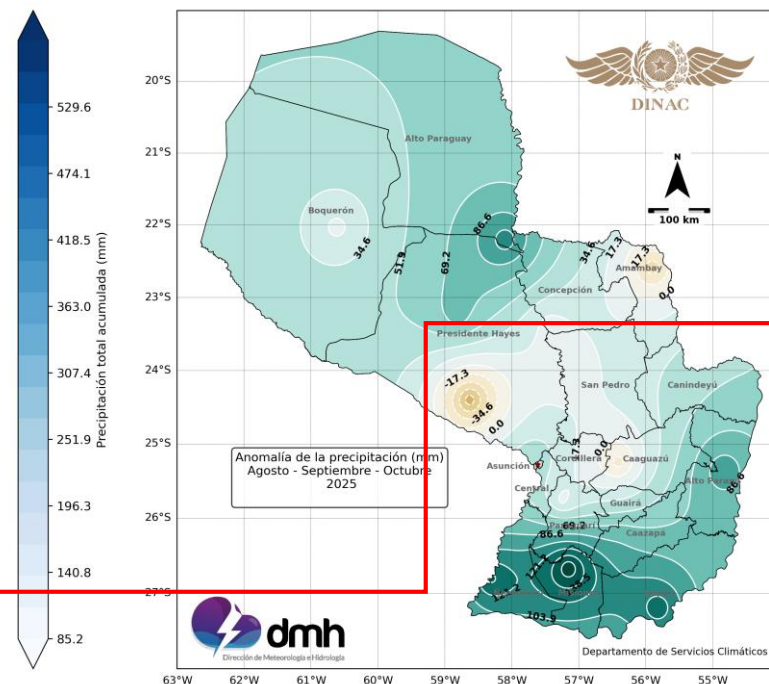 Precipitación total acumulada (mm)
529.6
474.1
418.5
363.0
307.4
251.9
196.3
140.8
85.2
20°S
21°S
22°S
23°S
24°S
25°S
26°S
27°S
63°W
62°W
61°W
60°W
59°W
58°W
57°W
56°W
55°W
DINAC
N
100 km
Alto Paraguay
Boquerón
34.6
51.9
69.2
86.6
34.6
17.3
-17.3
Amambay
0.0
Concepción
Presidente Hayes
-17.3
-34.6
0.0
San Pedro
Canindeyú
Anomalía de la precipitación (mm)
Agosto - Septiembre - Octubre
2025
Asunción
17.3
Cordillera
0.0
Caaguazú
Central
Guairá
86.6
69.2
86.6
Caazapa
103.9
dmh
Dirección de Meteorología e Hidrología
Departamento de Servicios Climáticos